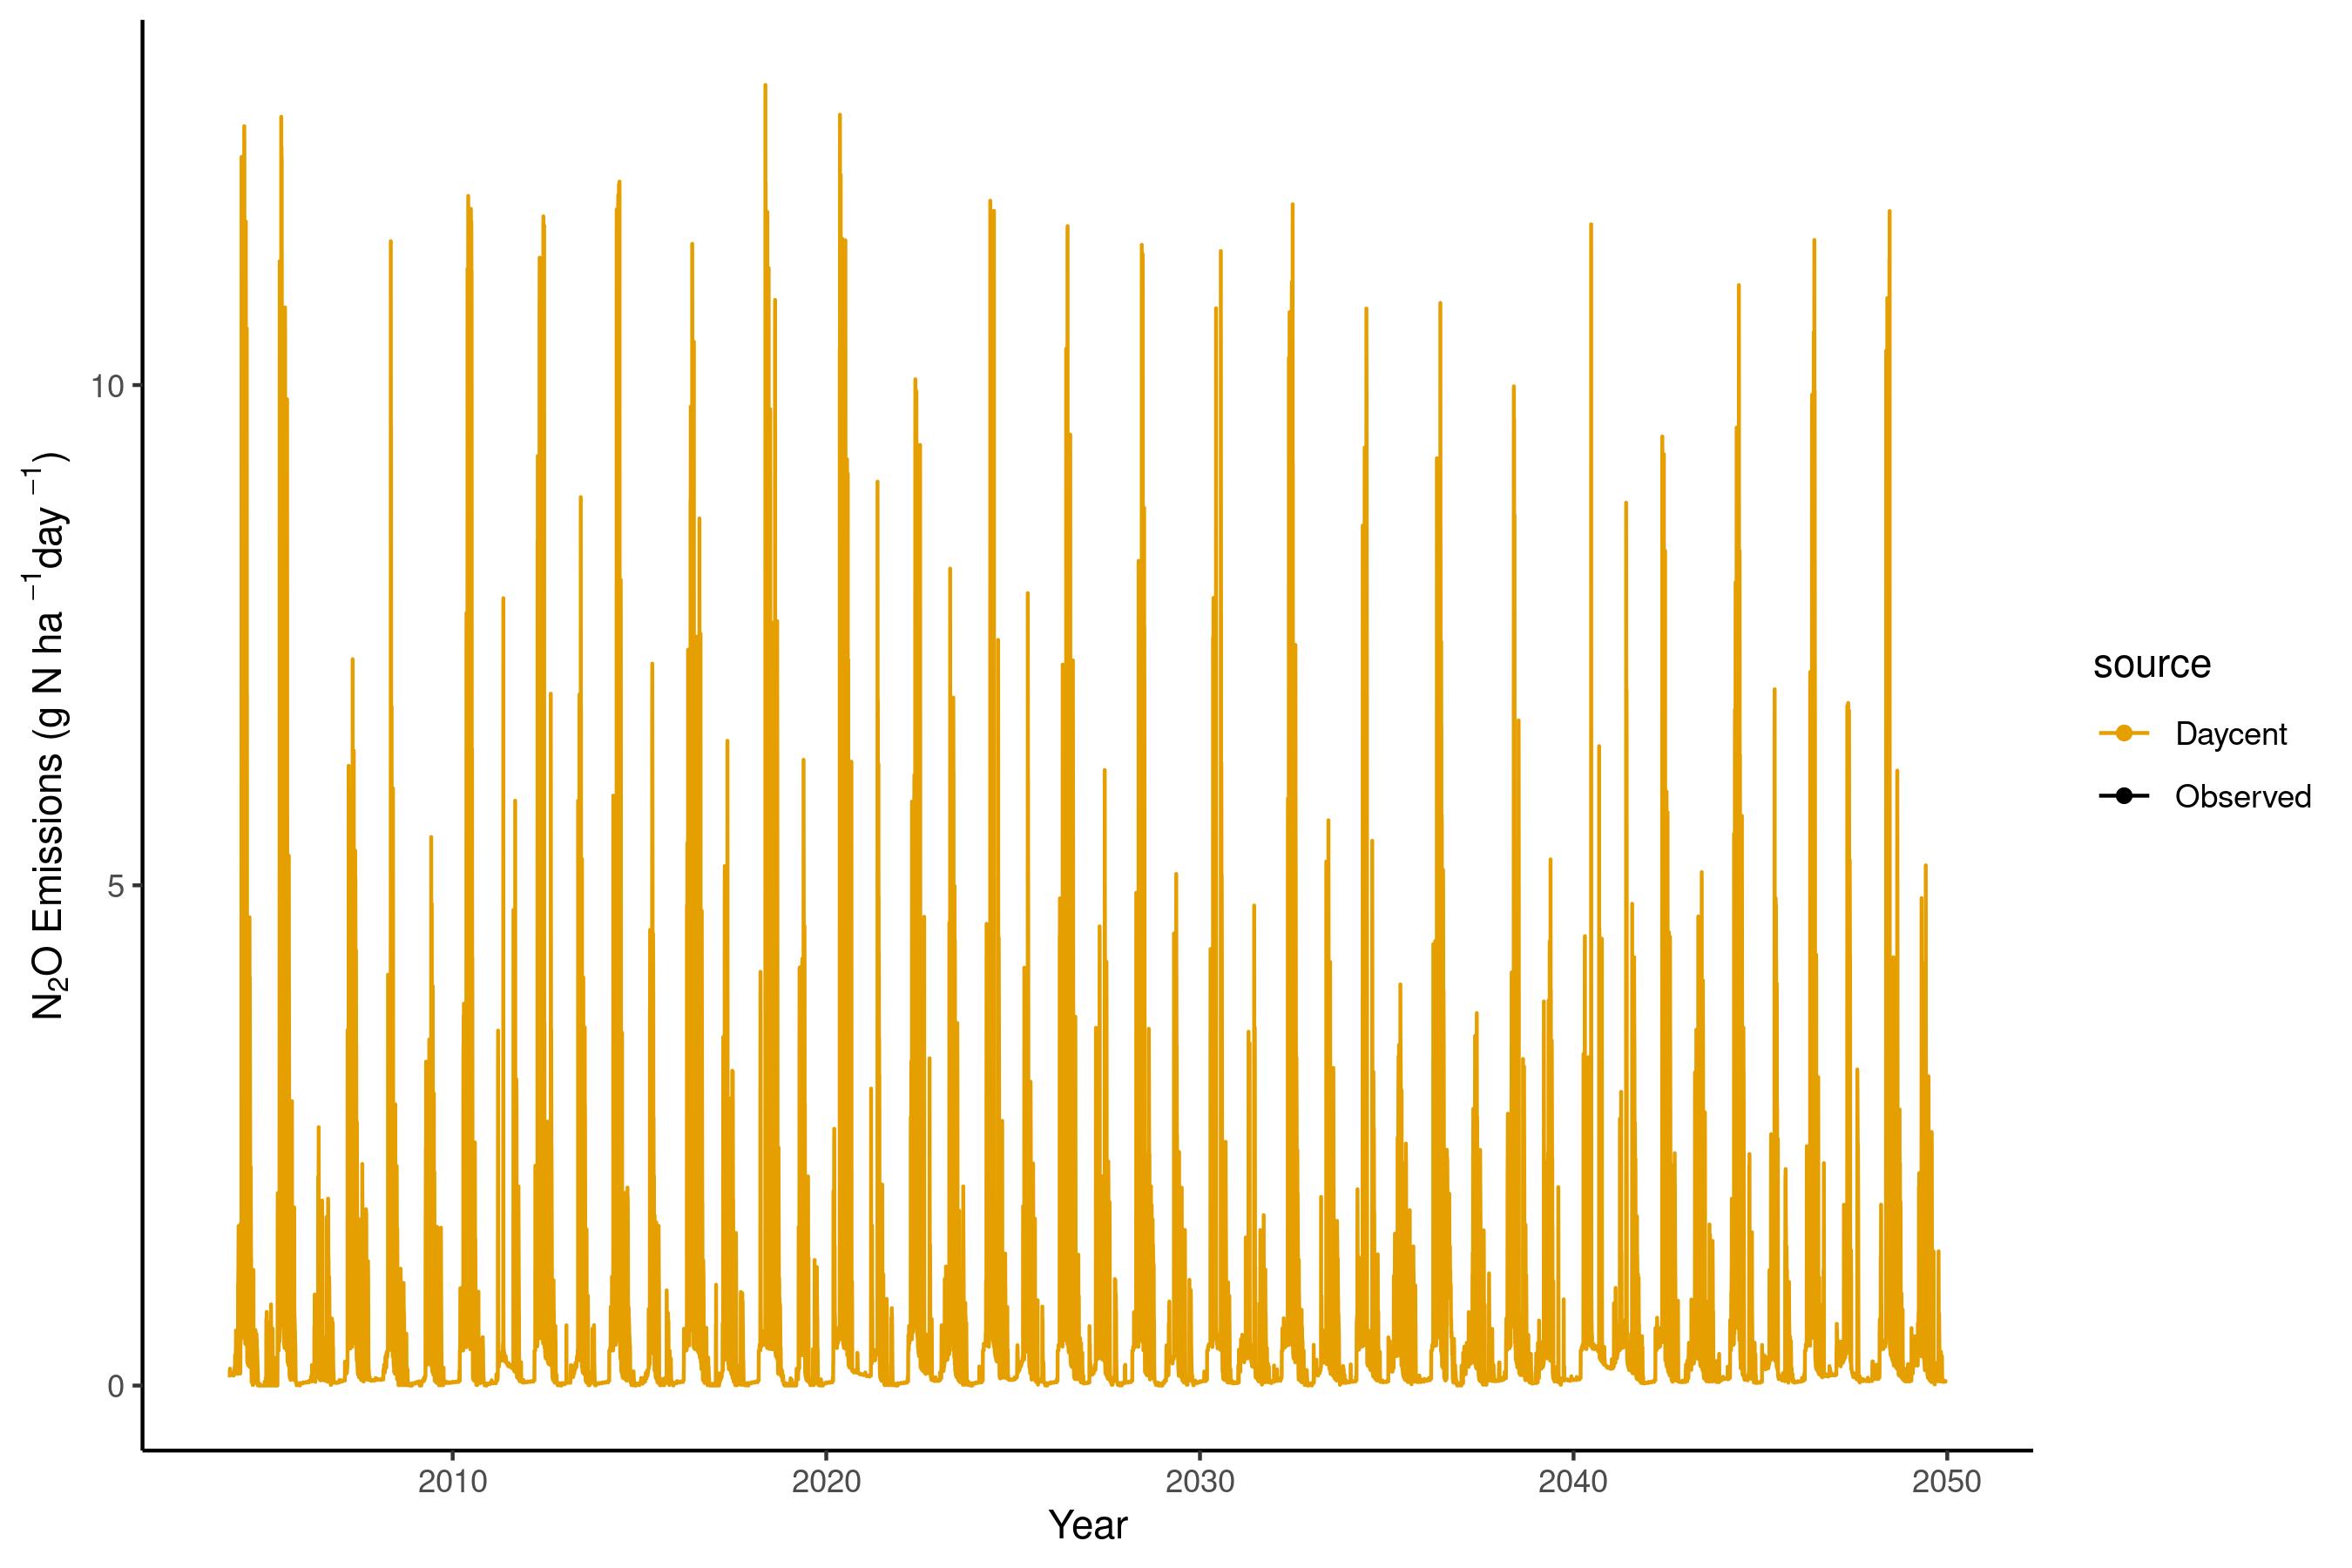 N₂O Emissions (g N ha ⁻¹day ⁻¹)
10
5
0
2010 2020 2030 2040 2050
Year
source
Daycent
Observed